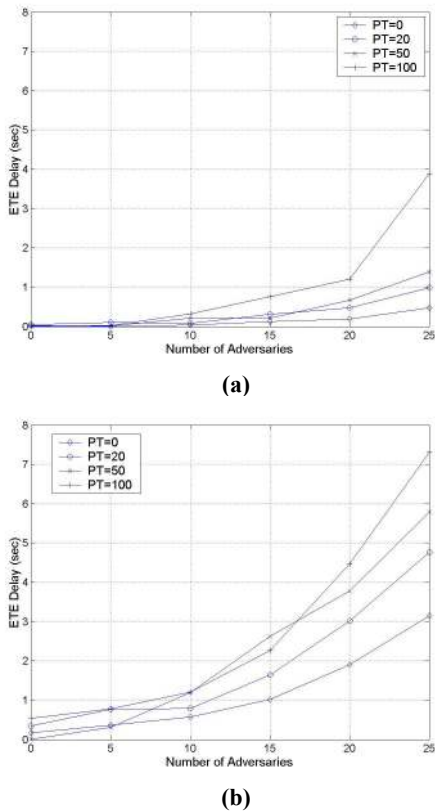 8
7
6
5
4
3
2
1
0
ETE Delay (sec)
PT=0
PT=20
PT=50
PT=100
0 5 10 15 20 25
Number of Adversaries
(a)
8
7
6
5
4
3
2
1
0
ETE Delay (sec)
PT=0
PT=20
PT=50
PT=100
0 5 10 15 20 25
Number of Adversaries
(b)